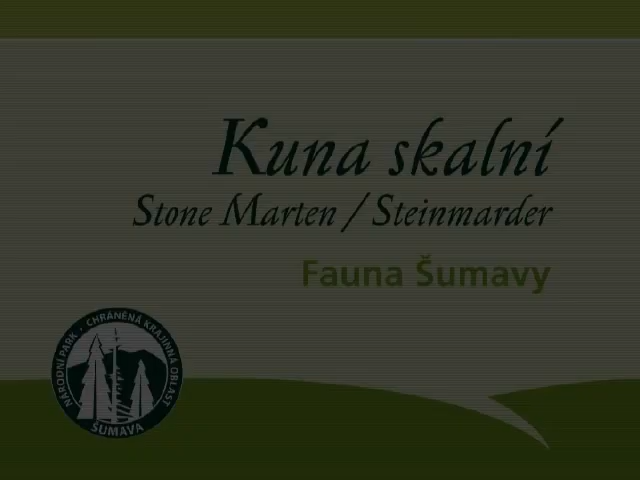 Kuna skalní
Stone Marten / Steinmarder
Fauna Šumavy
NÁRODNÍ PARK · CHRÁNĚNÁ KRAJINNÁ OBLAST
ŠUMAVA